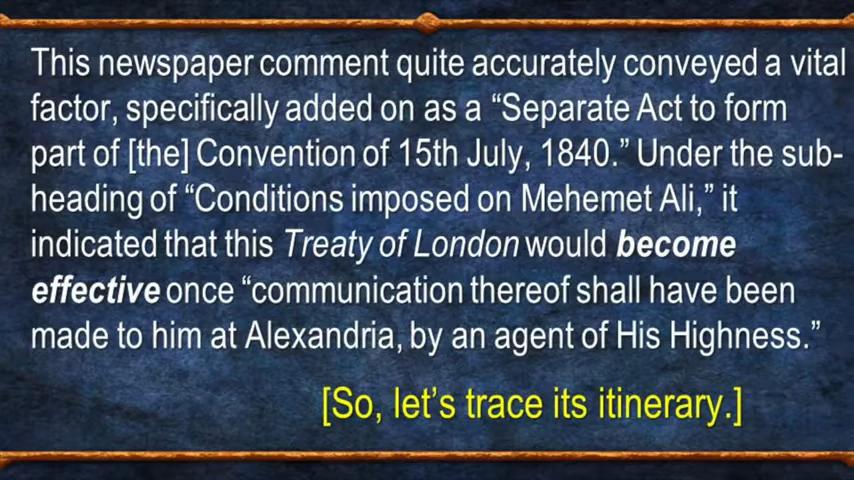 This newspaper comment quite accurately conveyed a vital
factor, specifically added on as a “Separate Act to form
part of [the] Convention of 15th July, 1840.” Under the sub-
heading of “Conditions imposed on Mehemet Ali,” it
indicated that this Treaty of London would become
effective once “communication thereof shall have been
made to him at Alexandria, by an agent of His Highness.”
[So, let’s trace its itinerary.]